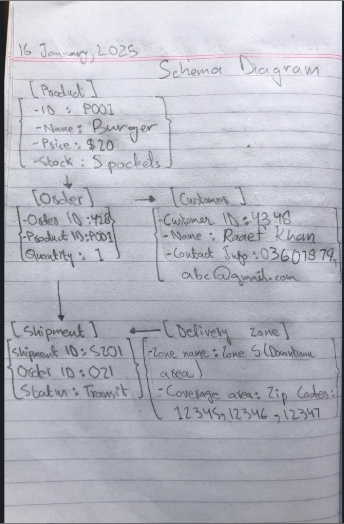 16 January, 2025
Schema Diagram
[Product]
-ID : P001
-Name : Burger
-Price : $20
-Stock : 5 packets
[Order]
-Order ID : 428
-Product ID : P001
Quantity : 1
[Customer]
-Customer ID : 4348
-Name : Raaef Khan
-Contact Info : 03601879,
abc@gmail.com
[Shipment]
Shipment ID : S201
Order ID : 021
Status : Transit
[Delivery Zone]
-Zone name : Zone 5 (Downtown
area)
-Coverage area : Zip Codes :
12345, 12346, 12347